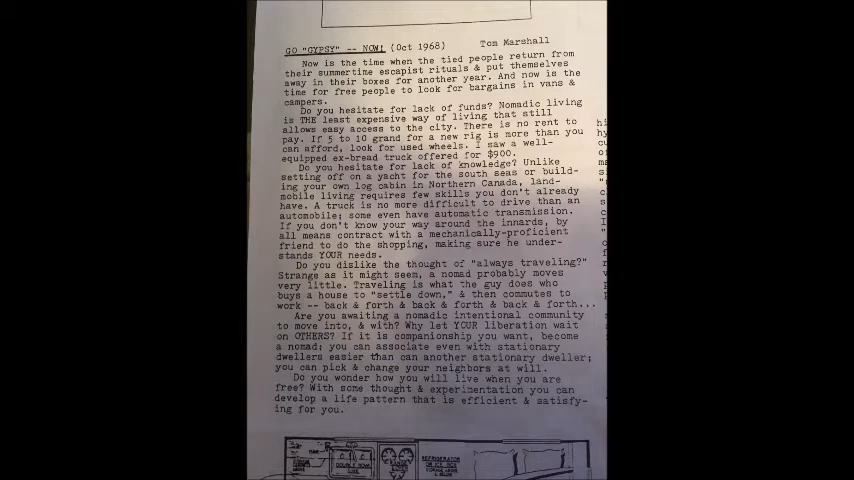 GO "GYPSY" -- NOW! (Oct 1968) Tom Marshall
Now is the time when the tied people return from
their summertime escapist rituals & put themselves
away in their boxes for another year. And now is the
time for free people to look for bargains in vans &
campers.
Do you hesitate for lack of funds? Nomadic living
is THE least expensive way of living that still
allows easy access to the city. There is no rent to
pay. If 5 to 10 grand for a new rig is more than you
can afford, look for used wheels. I saw a well-
equipped ex-bread truck offered for $900.
Do you hesitate for lack of knowledge? Unlike
setting off on a yacht for the south seas or build-
ing your own log cabin in Northern Canada, land-
mobile living requires few skills you don't already
have. A truck is no more difficult to drive than an
automobile; some even have automatic transmission.
If you don't know your way around the innards, by
all means contract with a mechanically-proficient
friend to do the shopping, making sure he under-
stands YOUR needs.
Do you dislike the thought of "always traveling?"
Strange as it might seem, a nomad probably moves
very little. Traveling is what the guy does who
buys a house to "settle down," & then commutes to
work -- back & forth & back & forth & back & forth...
Are you awaiting a nomadic intentional community
to move into, & with? Why let YOUR liberation wait
on OTHERS? If it is companionship you want, become
a nomad; you can associate even with stationary
dwellers easier than can another stationary dweller;
you can pick & change your neighbors at will.
Do you wonder how you will live when you are
free? With some thought & experimentation you can
develop a life pattern that is efficient & satisfy-
ing for you.
DOUBLE BOWL
SINK
RANGE
REFRIGERATOR
OR ICE BOX